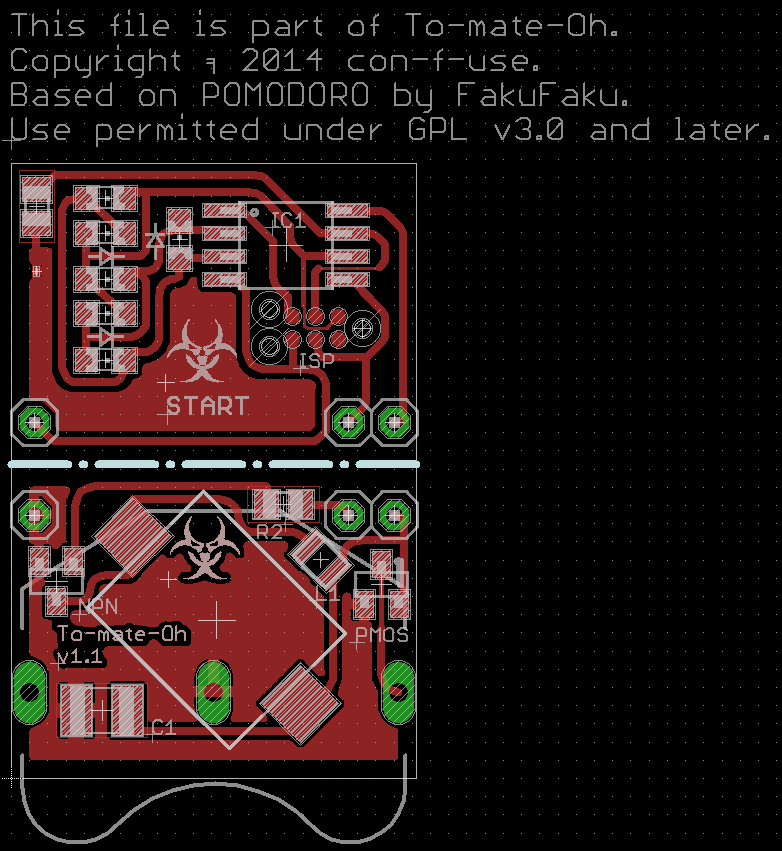 This file is part of To-mate-Oh.
Copyright 2014 con-f-use.
Based on POMODORO by FakuFaku.
Use permitted under GPL v3.0 and later.
IC1
ISP
START
R2
L1
NPN
PMOS
To-mate-Oh
v1.1
C1